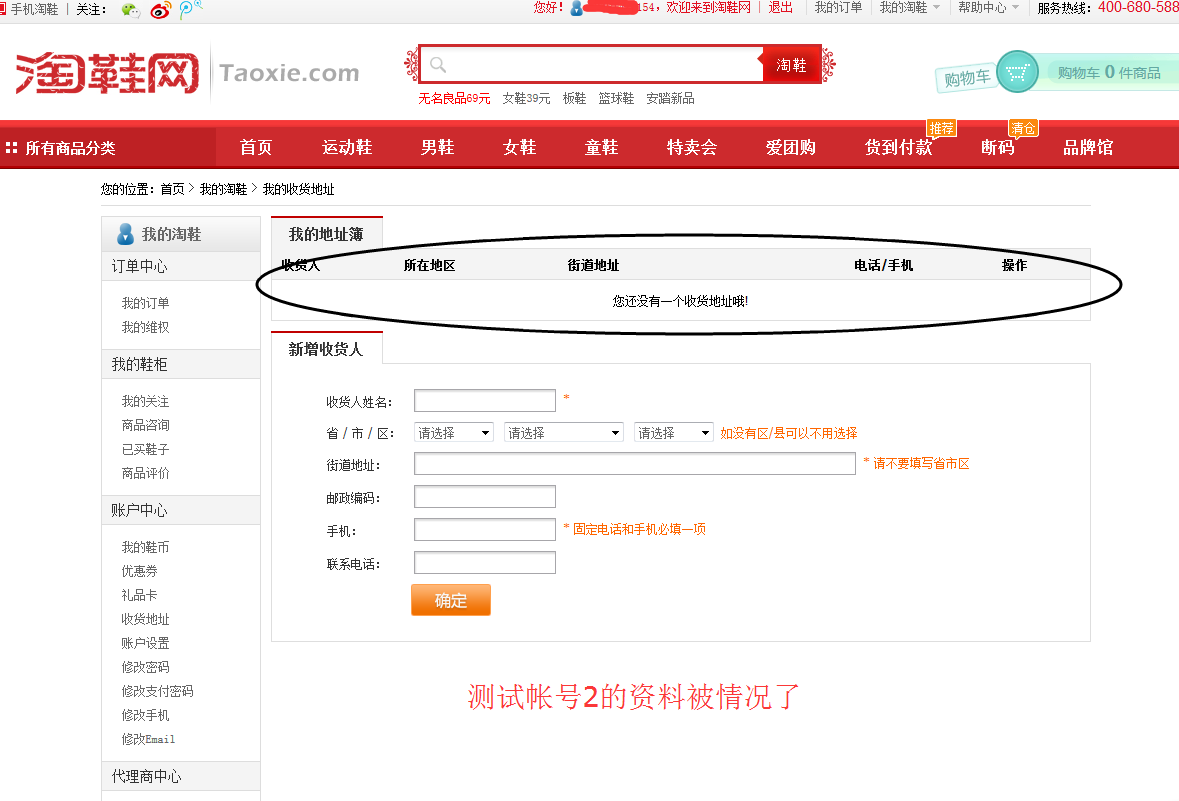 手机淘鞋 | 关注：
您好！ 154，欢迎来到淘鞋网 | 退出 | 我的订单 | 我的淘鞋 | 帮助中心 | 服务热线：400-680-588
淘鞋网 Taoxie.com
淘鞋
购物车
购物车 0 件商品
无名良品69元 女鞋39元 板鞋 篮球鞋 安踏新品
推荐 清仓
所有商品分类 首页 运动鞋 男鞋 女鞋 童鞋 特卖会 爱团购 货到付款 断码 品牌馆
您的位置：首页 > 我的淘鞋 > 我的收货地址
我的淘鞋
订单中心
我的订单
我的维权
我的鞋柜
我的关注
商品咨询
已买鞋子
商品评价
账户中心
我的鞋币
优惠券
礼品卡
收货地址
账户设置
修改密码
修改支付密码
修改手机
修改Email
代理商中心
我的地址簿
收货人 所在地区 街道地址 电话/手机 操作
您还没有一个收货地址哦!
新增收货人
收货人姓名： *
省 / 市 / 区： 请选择 请选择 请选择 如没有区/县可以不用选择
街道地址： * 请不要填写省市区
邮政编码：
手机： * 固定电话和手机必填一项
联系电话：
确定
测试帐号2的资料被情况了